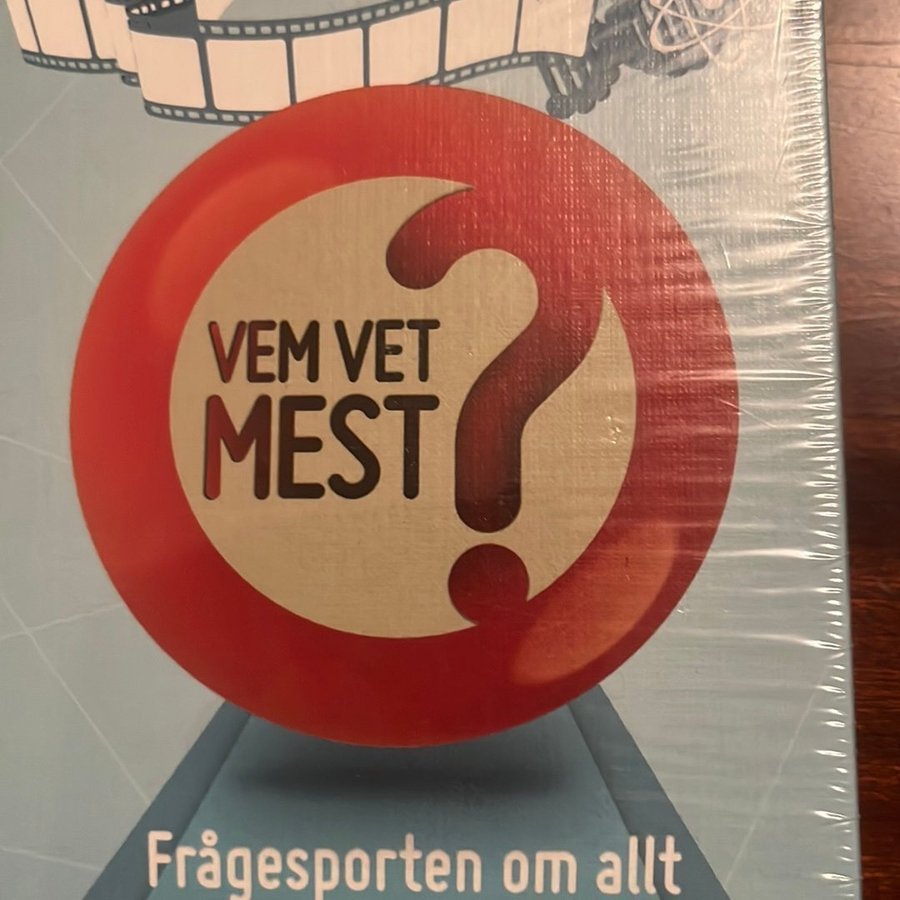 VEM VET
MEST?
Frågesporten om allt